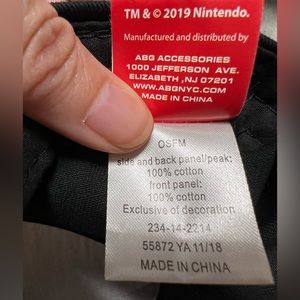 TM & © 2019 Nintendo.
Manufactured and distributed by
ABG ACCESSORIES
1000 JEFFERSON AVE.
ELIZABETH ,NJ 07201
WWW.ABGNYC.COM
MADE IN CHINA
OSFM
side and back panel/peak:
100% cotton
front panel:
100% cotton
Exclusive of decoration
234-14-2214
55872 YA 11/18
MADE IN CHINA